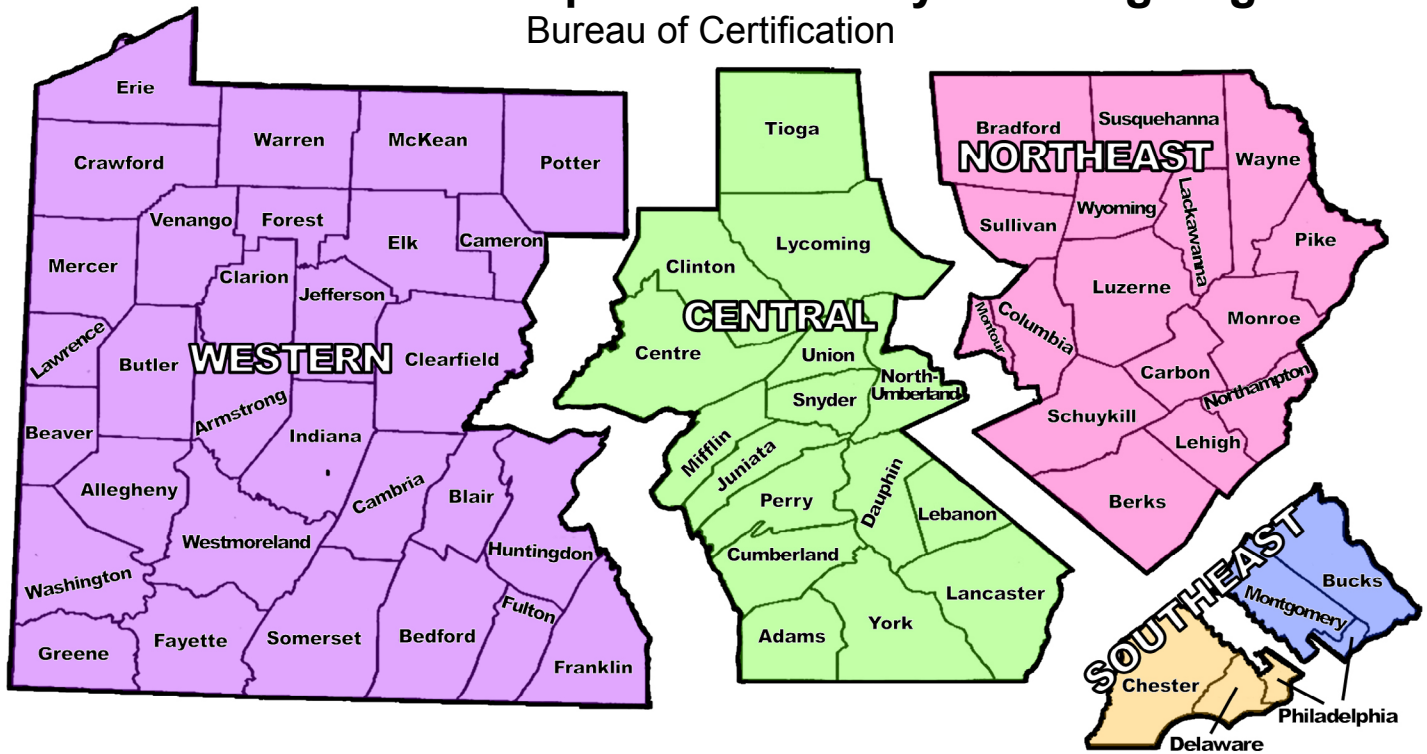 Bureau of Certification
Erie
Crawford
Warren
McKean
Potter
Venango
Forest
Elk
Cameron
Mercer
Clarion
Jefferson
Lawrence
Butler
WESTERN
Clearfield
Armstrong
Beaver
Indiana
Allegheny
Cambria
Blair
Westmoreland
Huntingdon
Washington
Fulton
Greene
Fayette
Somerset
Bedford
Franklin
Tioga
Lycoming
Clinton
CENTRAL
Centre
Union
North-
Umberland
Snyder
Mifflin
Juniata
Perry
Dauphin
Lebanon
Cumberland
Lancaster
Adams
York
Bradford
Susquehanna
NORTHEAST
Wayne
Sullivan
Wyoming
Lackawanna
Pike
Luzerne
Montour
Columbia
Monroe
Carbon
Northampton
Schuykill
Lehigh
Berks
SOUTHEAST
Bucks
Montgomery
Chester
Philadelphia
Delaware